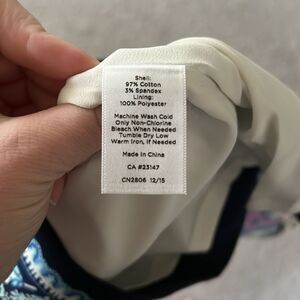 Shell:
97% Cotton
3% Spandex
Lining:
100% Polyester
Machine Wash Cold
Only Non-Chlorine
Bleach When Needed
Tumble Dry Low
Warm Iron, If Needed
Made in China
CA #23147
CN2806 12/15